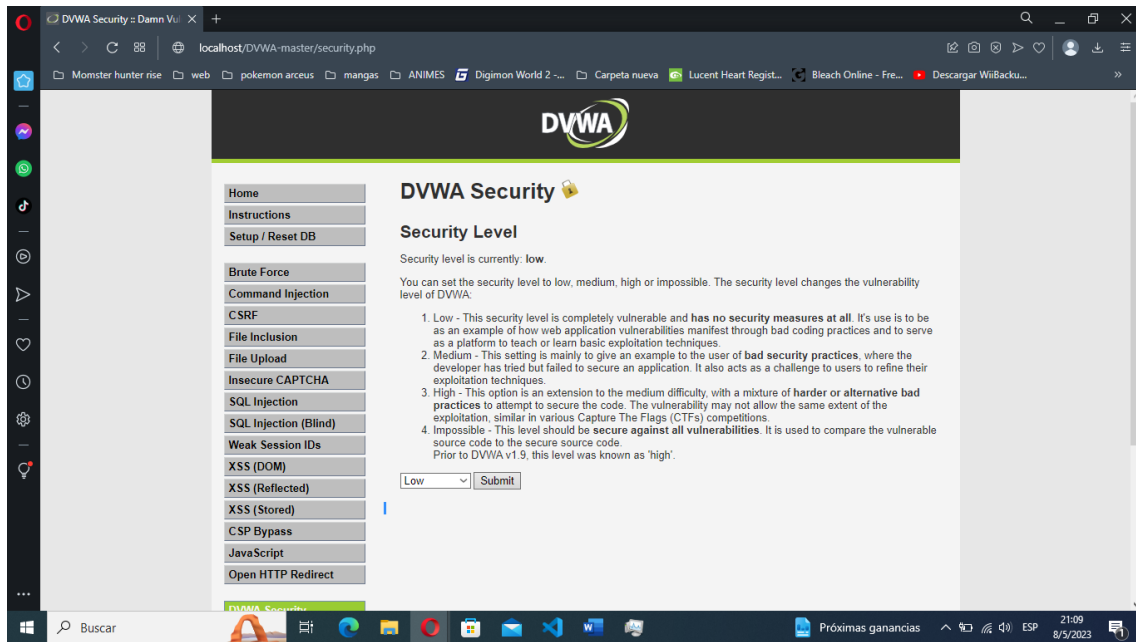 DVWA Security :: Damn Vul
localhost/DVWA-master/security.php
Momster hunter rise web pokemon arceus mangas ANIMES Digimon World 2 -... Carpeta nueva Lucent Heart Regist... Bleach Online - Fre... Descargar WiiBacku...
DVWA
Home
Instructions
Setup / Reset DB
Brute Force
Command Injection
CSRF
File Inclusion
File Upload
Insecure CAPTCHA
SQL Injection
SQL Injection (Blind)
Weak Session IDs
XSS (DOM)
XSS (Reflected)
XSS (Stored)
CSP Bypass
JavaScript
Open HTTP Redirect
DVWA Security
DVWA Security
Security Level
Security level is currently: low.
You can set the security level to low, medium, high or impossible. The security level changes the vulnerability
level of DVWA:
1. Low - This security level is completely vulnerable and has no security measures at all. It's use is to be
as an example of how web application vulnerabilities manifest through bad coding practices and to serve
as a platform to teach or learn basic exploitation techniques.
2. Medium - This setting is mainly to give an example to the user of bad security practices, where the
developer has tried but failed to secure an application. It also acts as a challenge to users to refine their
exploitation techniques.
3. High - This option is an extension to the medium difficulty, with a mixture of harder or alternative bad
practices to attempt to secure the code. The vulnerability may not allow the same extent of the
exploitation, similar in various Capture The Flags (CTFs) competitions.
4. Impossible - This level should be secure against all vulnerabilities. It is used to compare the vulnerable
source code to the secure source code.
Prior to DVWA v1.9, this level was known as 'high'.
Low Submit
Buscar
Próximas ganancias
ESP
21:09
8/5/2023